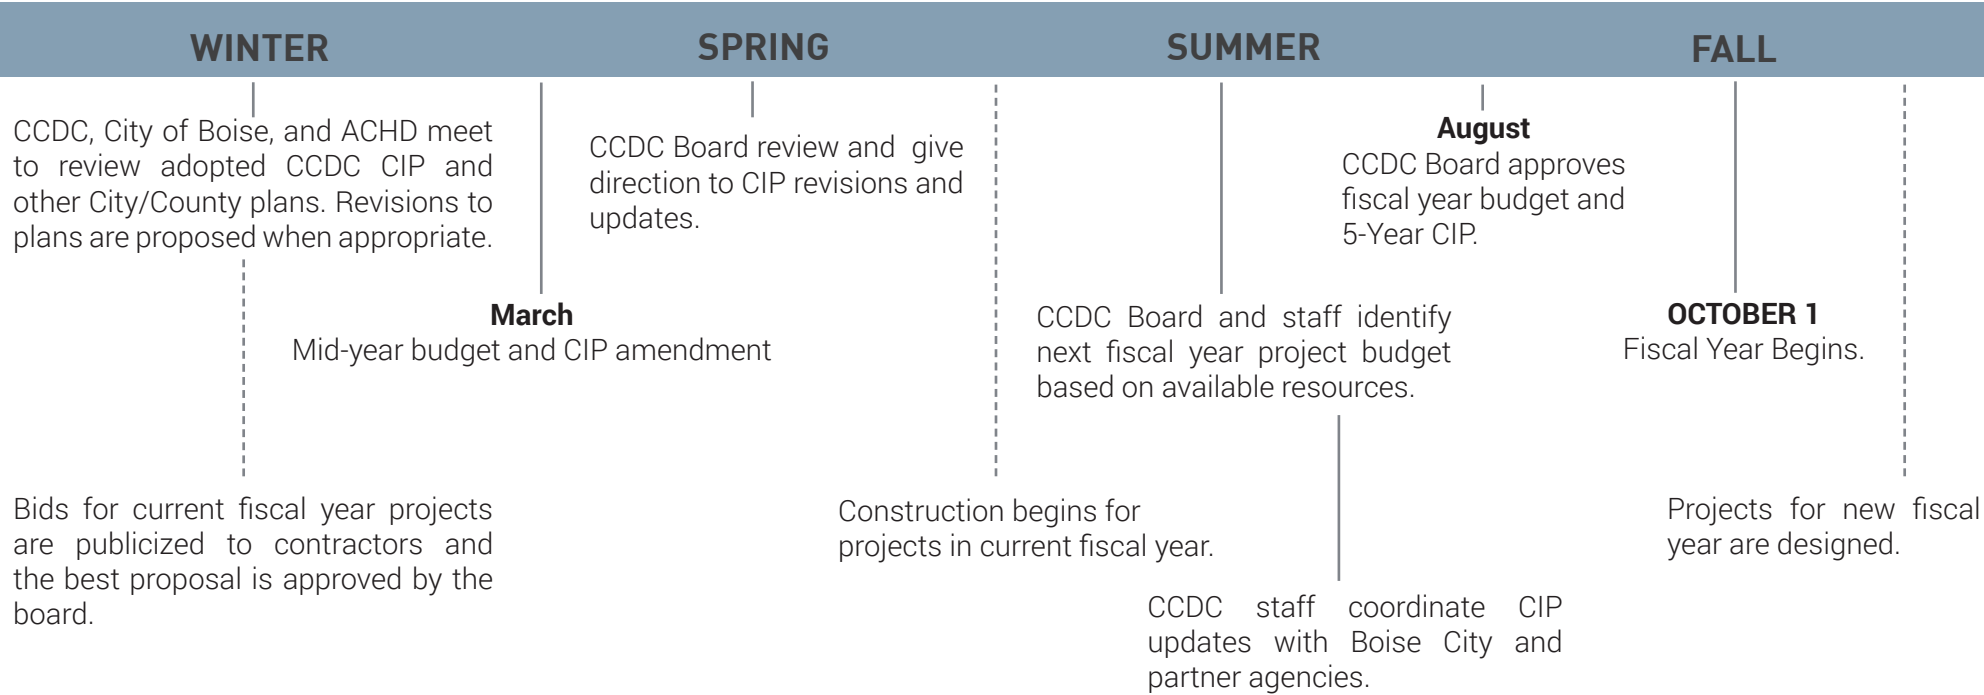 WINTER
SPRING
SUMMER
FALL
CCDC, City of Boise, and ACHD meet
to review adopted CCDC CIP and
other City/County plans. Revisions to
plans are proposed when appropriate.
March
Mid-year budget and CIP amendment
Bids for current fiscal year projects
are publicized to contractors and
the best proposal is approved by the
board.
CCDC Board review and give
direction to CIP revisions and
updates.
Construction begins for
projects in current fiscal year.
CCDC Board and staff identify
next fiscal year project budget
based on available resources.
CCDC staff coordinate CIP
updates with Boise City and
partner agencies.
August
CCDC Board approves
fiscal year budget and
5-Year CIP.
OCTOBER 1
Fiscal Year Begins.
Projects for new fiscal
year are designed.